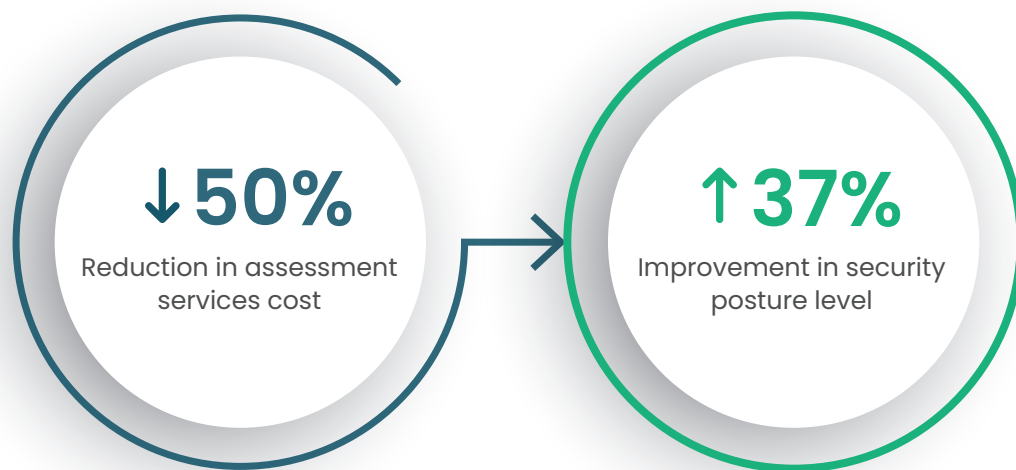 ↓50%
Reduction in assessment
services cost
↑37%
Improvement in security
posture level